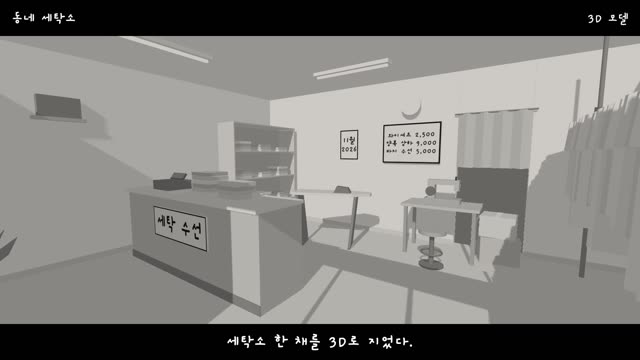 동네 세탁소
3D 모델
11월
2026
와이셔츠 2,500
양복 상하 9,000
바지 수선 5,000
세탁 수선
세탁소 한 채를 3D로 지었다.